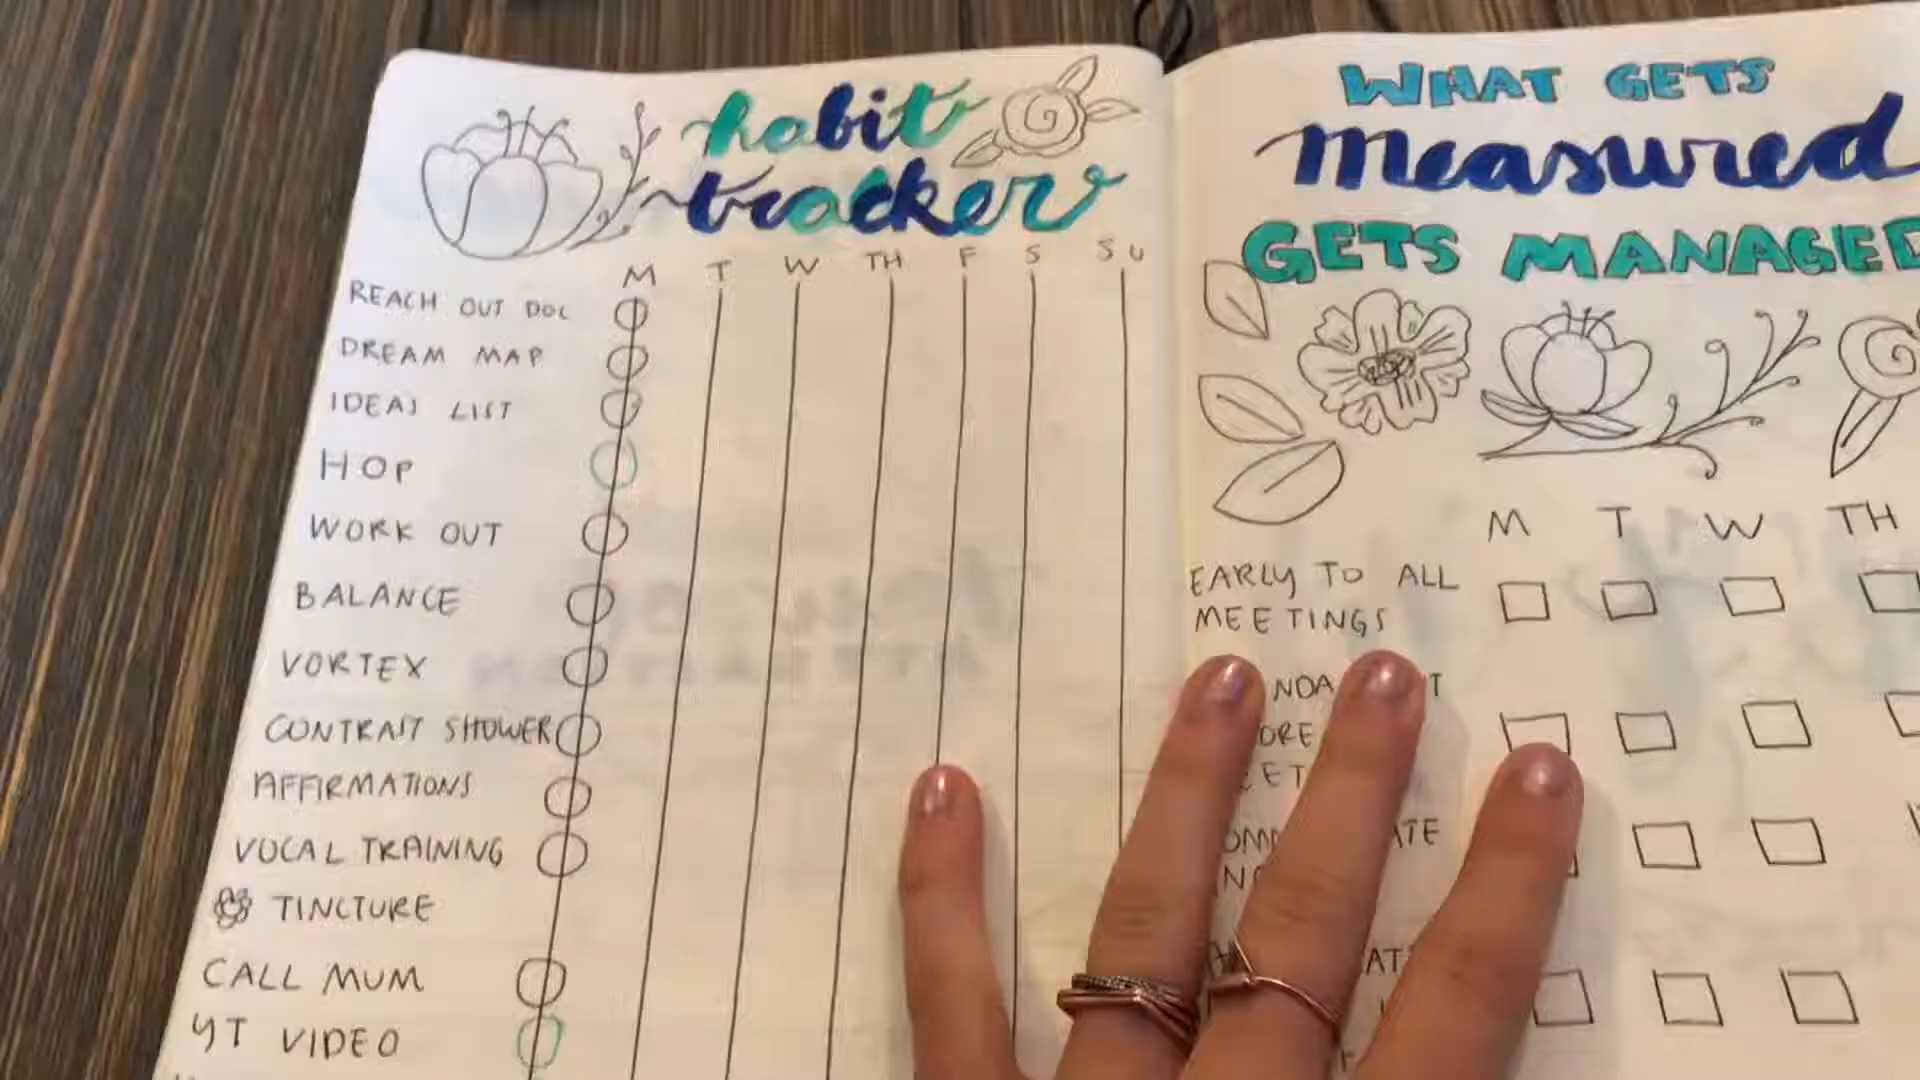 habit
tracker
M T W TH F S SU
REACH OUT DOC
DREAM MAP
IDEAS LIST
HOP
WORK OUT
BALANCE
VORTEX
CONTRAST SHOWER
AFFIRMATIONS
VOCAL TRAINING
TINCTURE
CALL MUM
YT VIDEO
WHAT GETS
measured
GETS MANAGED
M T W TH
EARLY TO ALL
MEETINGS